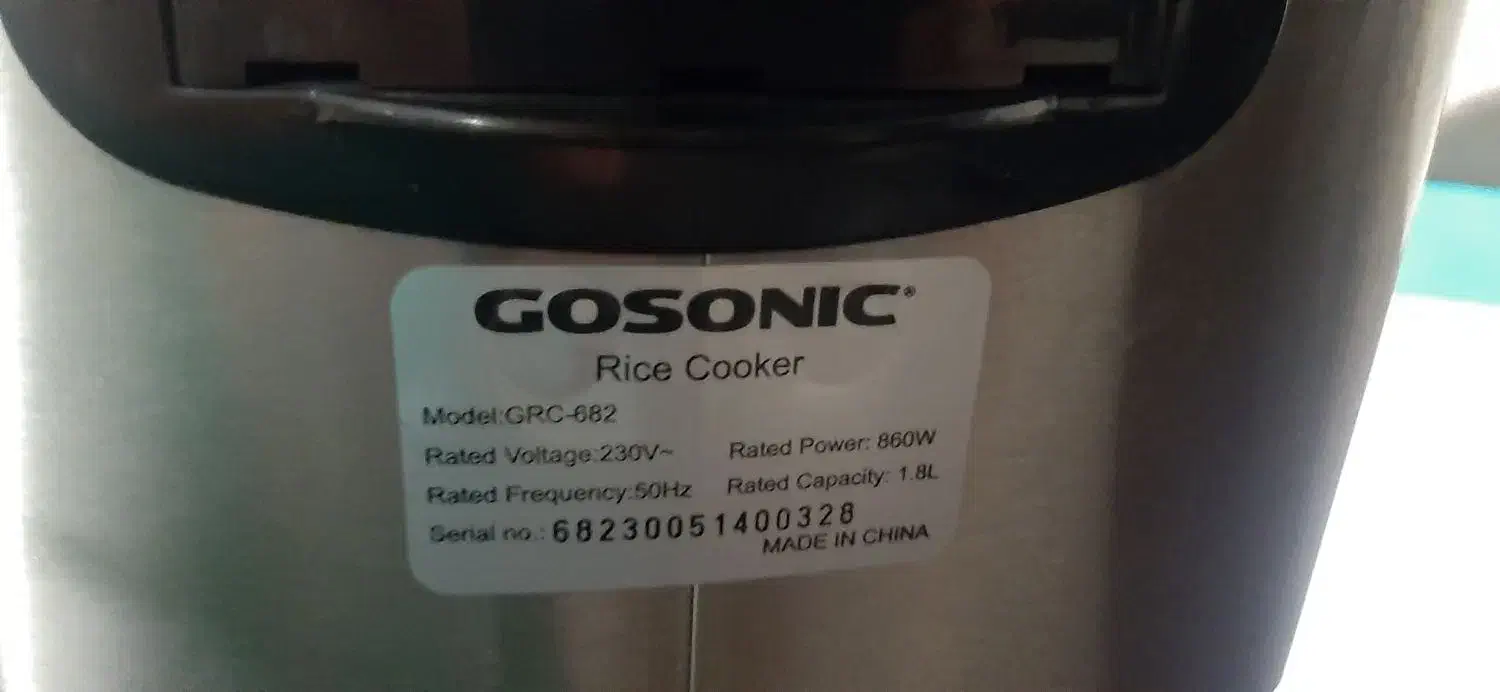 GOSONIC®
Rice Cooker
Model:GRC-682
Rated Voltage:230V~ Rated Power: 860W
Rated Frequency:50Hz Rated Capacity: 1.8L
Serial no.: 68230051400328
MADE IN CHINA